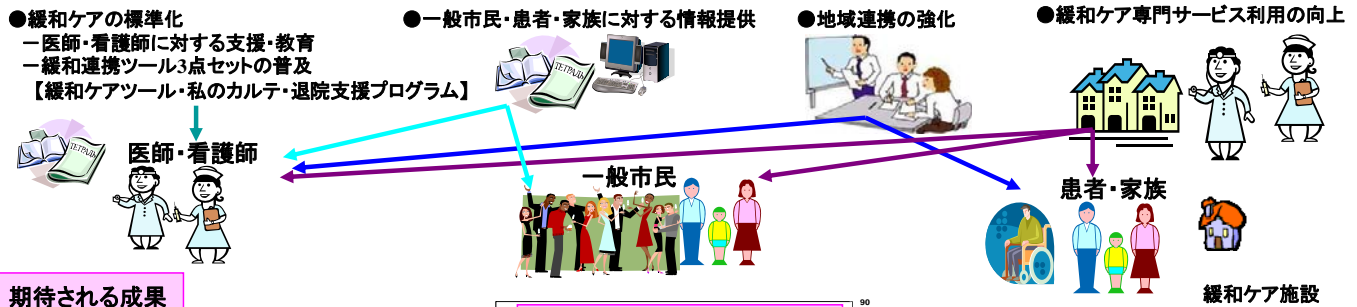 ●緩和ケアの標準化
－医師・看護師に対する支援・教育
－緩和連携ツール3点セットの普及
【緩和ケアツール・私のカルテ・退院支援プログラム】
●一般市民・患者・家族に対する情報提供
●地域連携の強化
●緩和ケア専門サービス利用の向上
ТЕТРАДЬ
ТЕТРАДЬ
医師・看護師
一般市民
患者・家族
緩和ケア施設
期待される成果
90